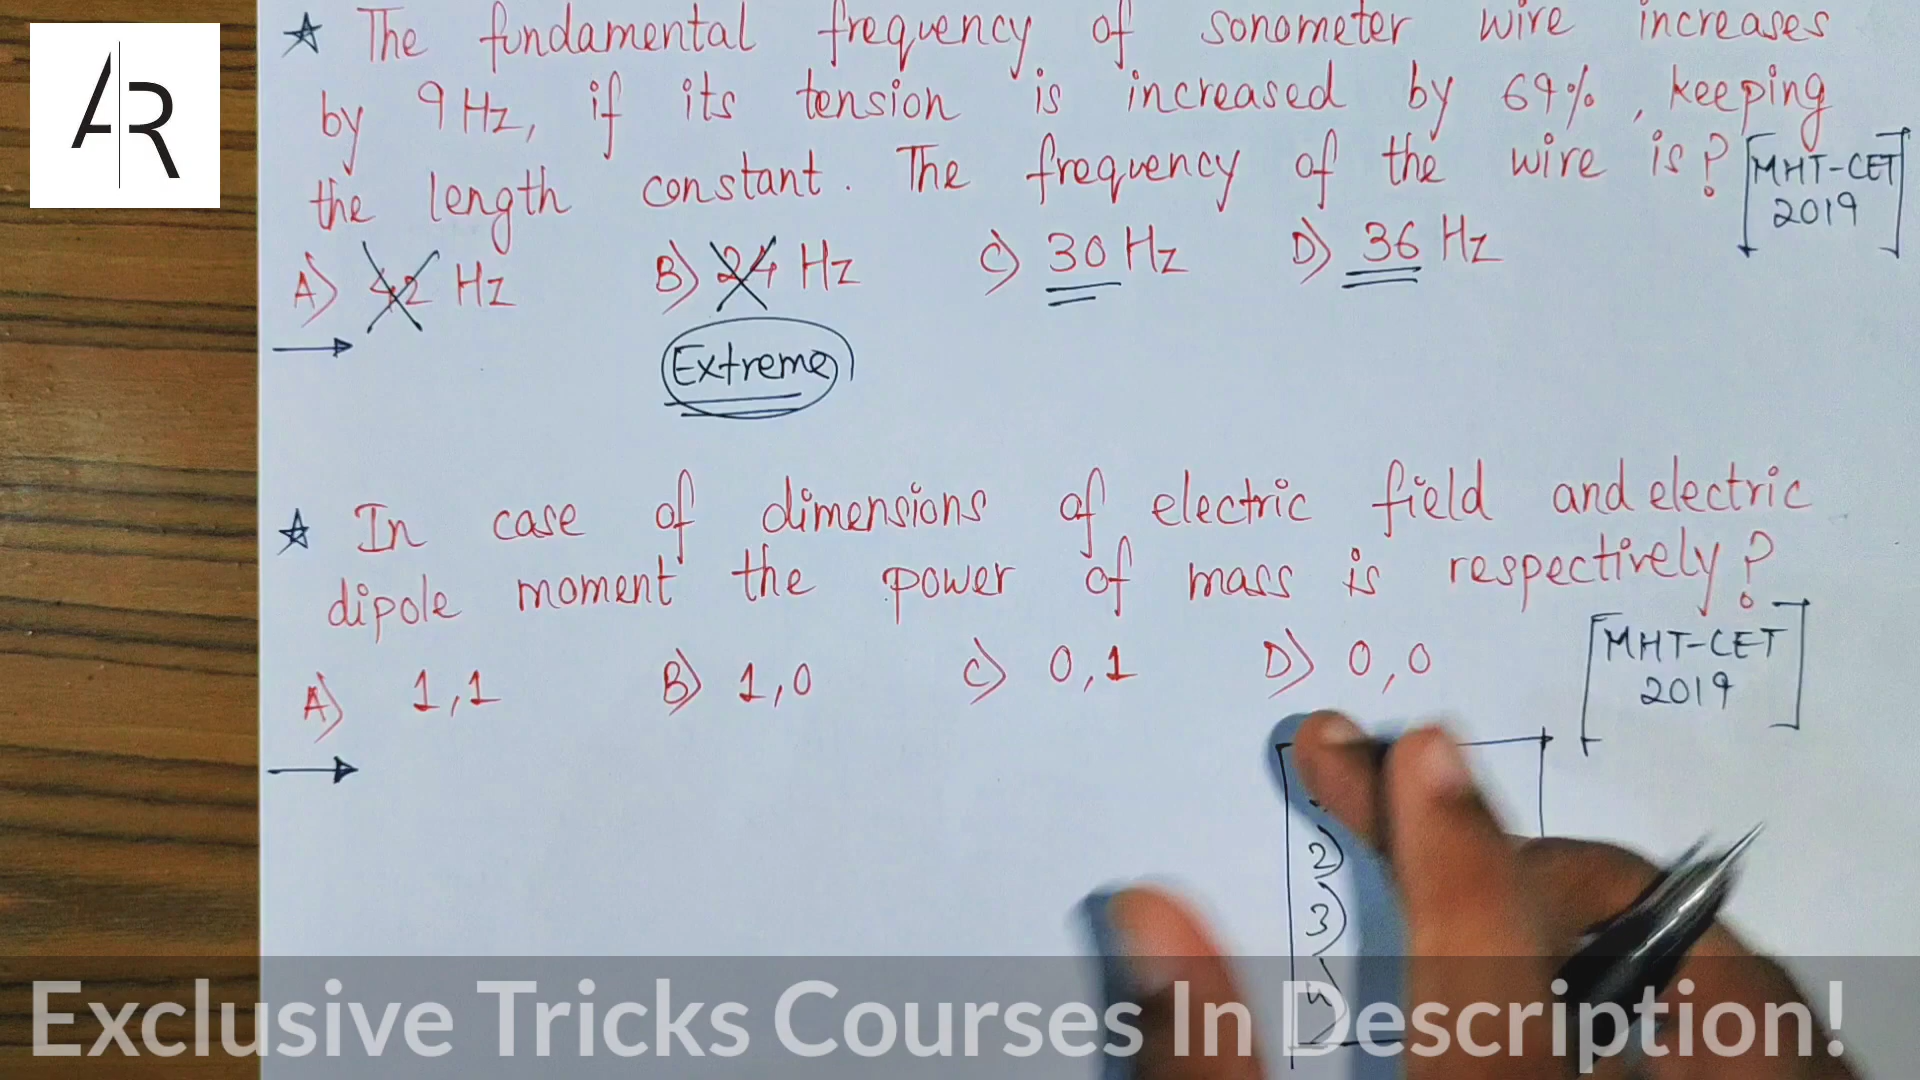 AR
☆ The fundamental frequency of sonometer wire increases
by 9 Hz, if its tension is increased by 69%, keeping
the length constant. The frequency of the wire is?
[MHT-CET
2019]
A) 42 Hz B) 24 Hz C) 30 Hz D) 36 Hz
Extreme
☆ In case of dimensions of electric field and electric
dipole moment the power of mass is respectively?
[MHT-CET
2019]
A) 1,1 B) 1,0 C) 0,1 D) 0,0
2)
3)
4)
Exclusive Tricks Courses In Description!